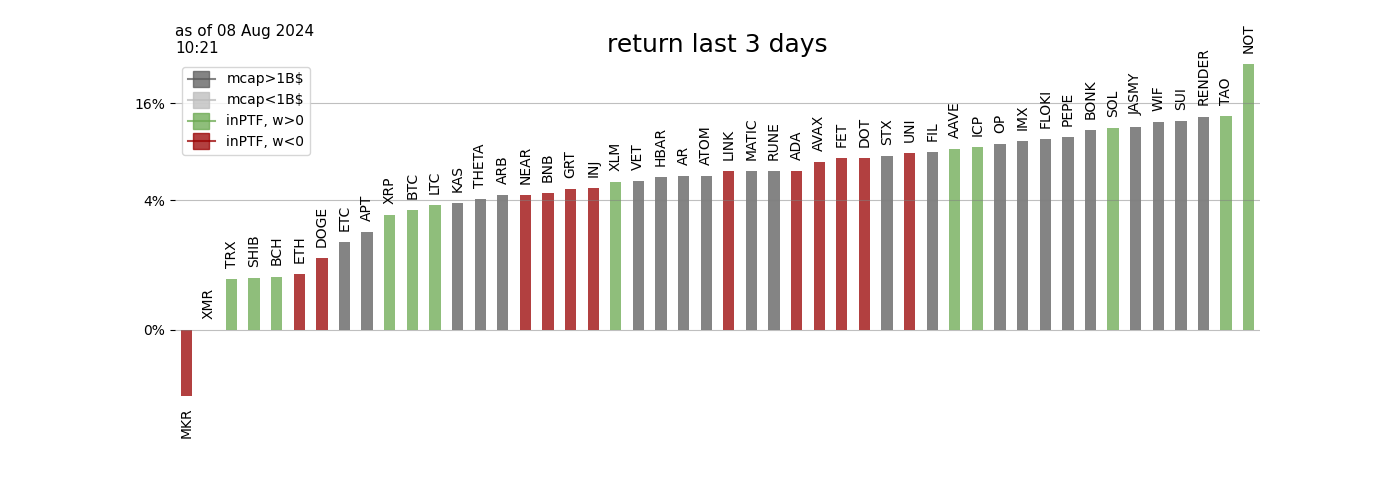 as of 08 Aug 2024
10:21
return last 3 days
mcap>1B$
mcap<1B$
inPTF, w>0
inPTF, w<0
16%
4%
0%
MKR
XMR
TRX
SHIB
BCH
ETH
DOGE
ETC
APT
XRP
BTC
LTC
KAS
THETA
ARB
NEAR
BNB
GRT
INJ
XLM
VET
HBAR
AR
ATOM
LINK
MATIC
RUNE
ADA
AVAX
FET
DOT
STX
UNI
FIL
AAVE
ICP
OP
IMX
FLOKI
PEPE
BONK
SOL
JASMY
WIF
SUI
RENDER
TAO
NOT